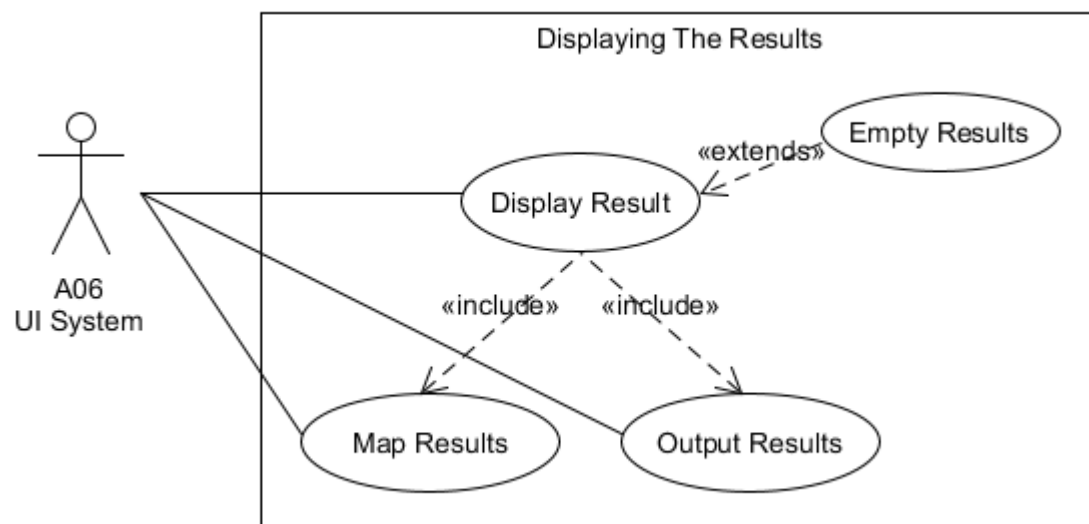 Displaying The Results
Empty Results
«extends»
Display Result
A06
UI System
«include»
«include»
Map Results
Output Results